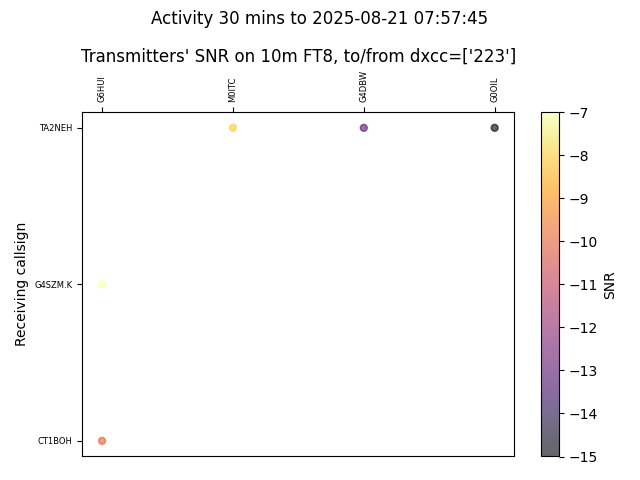 Activity 30 mins to 2025-08-21 07:57:45
Transmitters' SNR on 10m FT8, to/from dxcc=['223']
G6HUI
M0ITC
G4DBW
G0OIL
TA2NEH
G4SZM.K
CT1BOH
Receiving callsign
−7
−8
−9
−10
−11
−12
−13
−14
−15
SNR